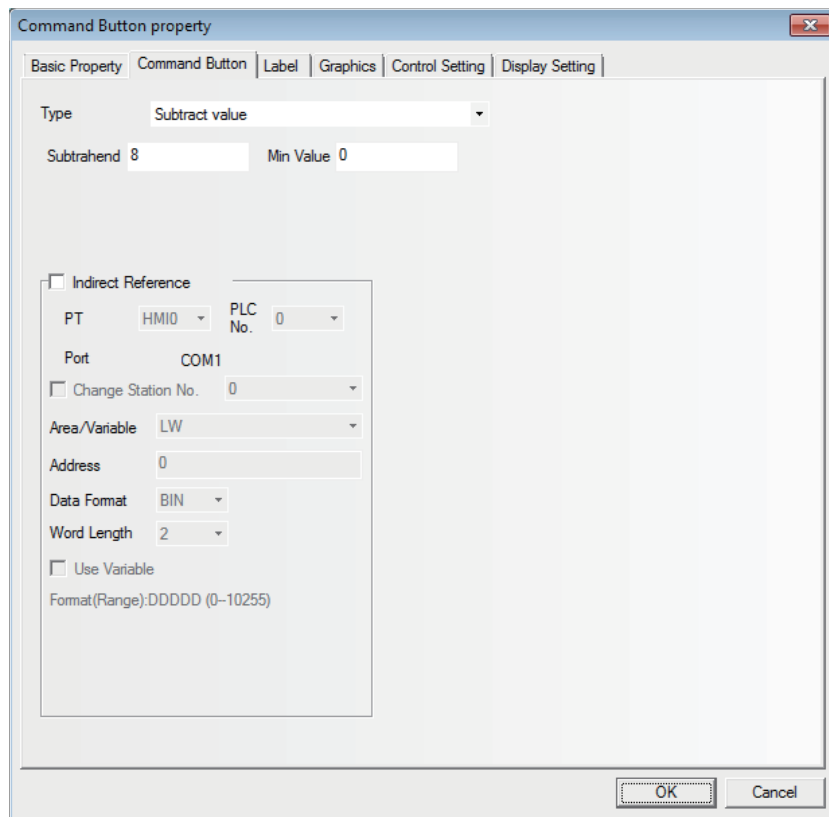 Command Button property
Basic Property Command Button Label Graphics Control Setting Display Setting
Type Subtract value
Subtrahend 8 Min Value 0
Indirect Reference
PT HMI0 PLC No. 0
Port COM1
Change Station No. 0
Area/Variable LW
Address 0
Data Format BIN
Word Length 2
Use Variable
Format(Range):DDDDD (0--10255)
OK Cancel